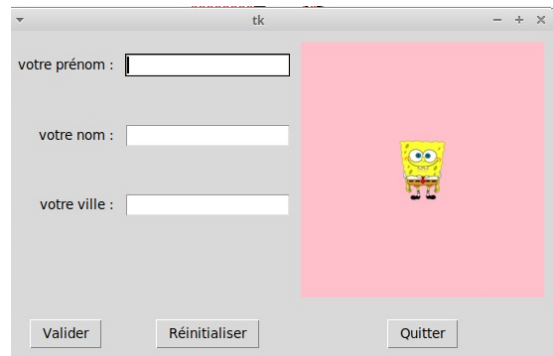 tk
votre prénom :
votre nom :
votre ville :
Valider Réinitialiser Quitter